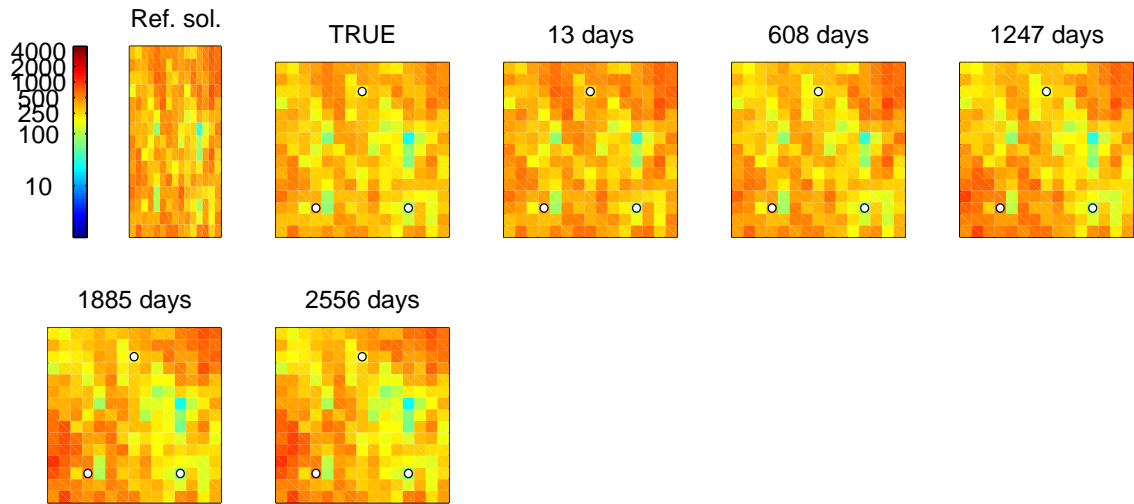 Ref. sol.
TRUE
13 days
608 days
1247 days
4000
2000
1000
500
250
100
10
1885 days
2556 days